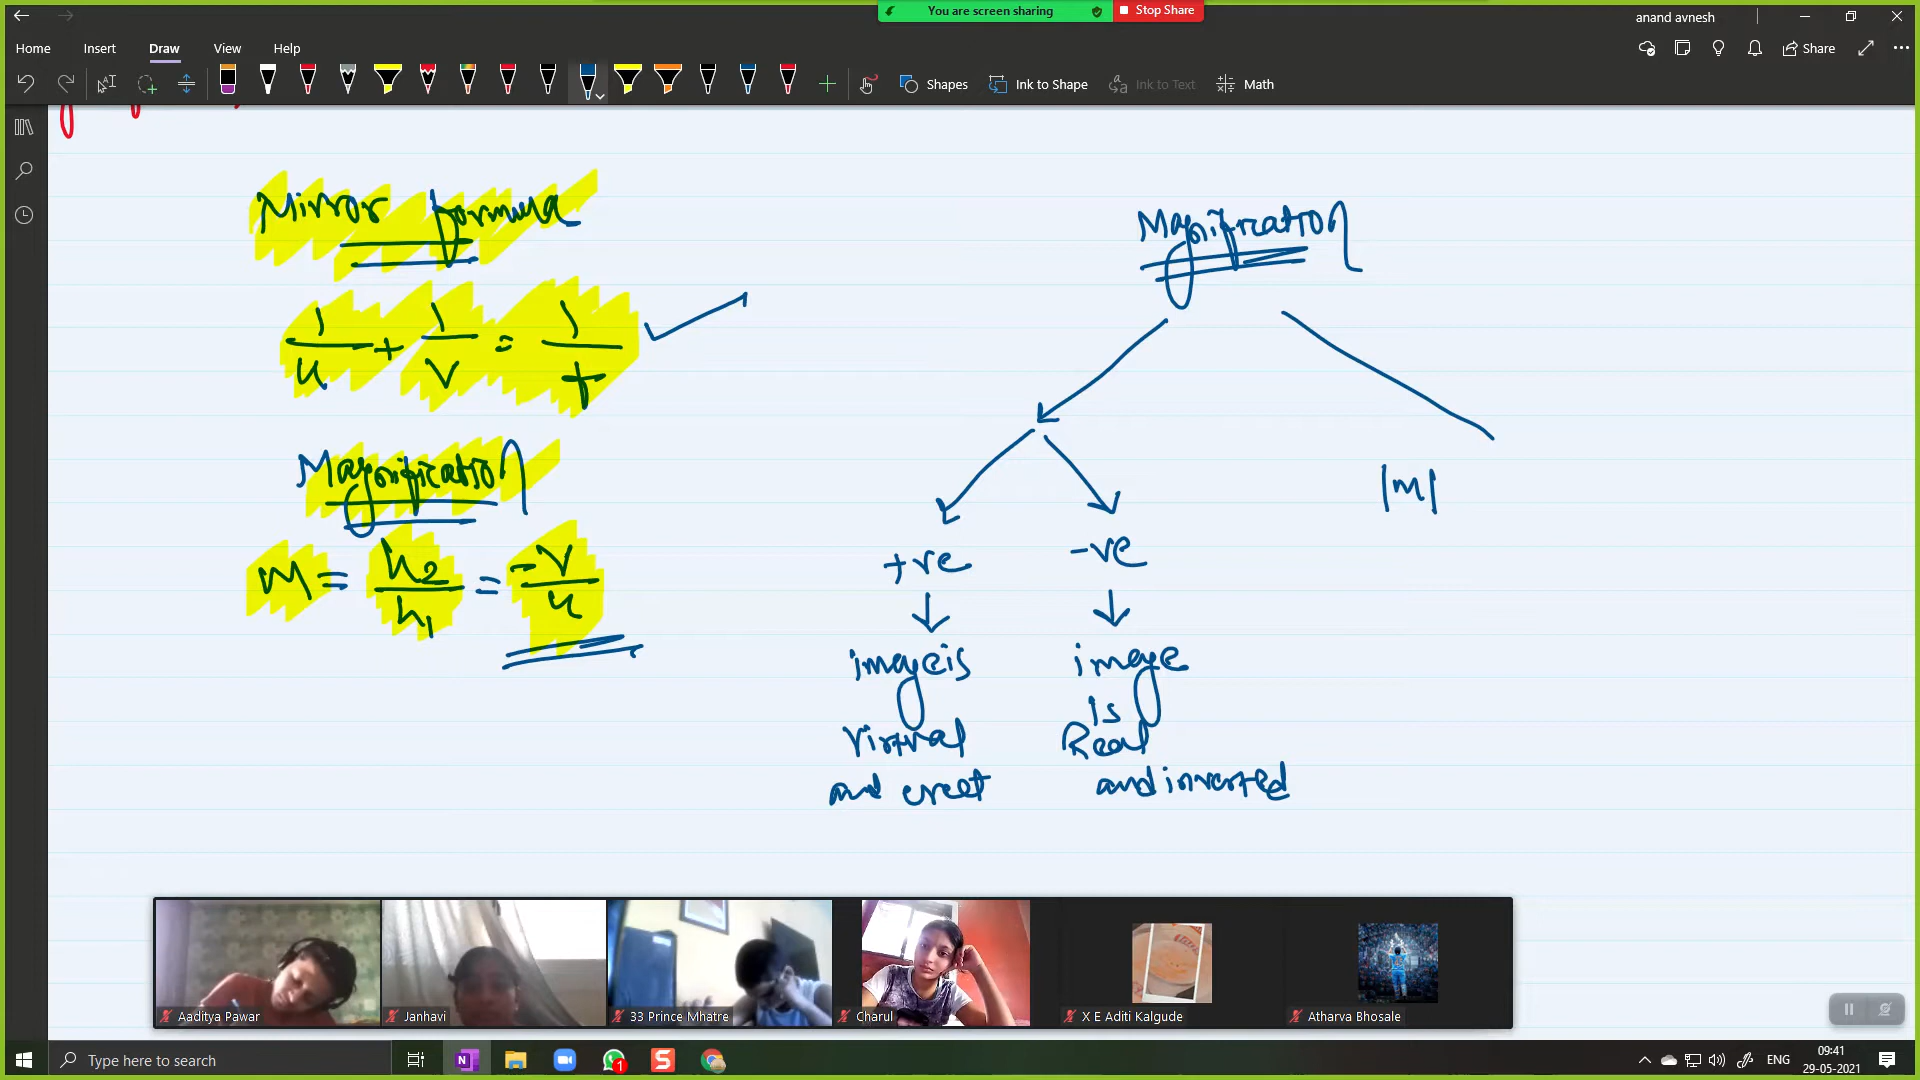 You are screen sharing
Stop Share
anand avnesh
Home Insert Draw View Help
Share
Shapes Ink to Shape Ink to Text Math
Mirror formula
1/u + 1/v = 1/f
Magnification
m = h2/h1 = -v/u
Magnification
|m|
+ve -ve
image is
virtual
and erect
image
is
Real
and inverted
Aaditya Pawar
Janhavi
33 Prince Mhatre
Charul
X E Aditi Kalgude
Atharva Bhosale
Type here to search
1
ENG
09:41
29-05-2021